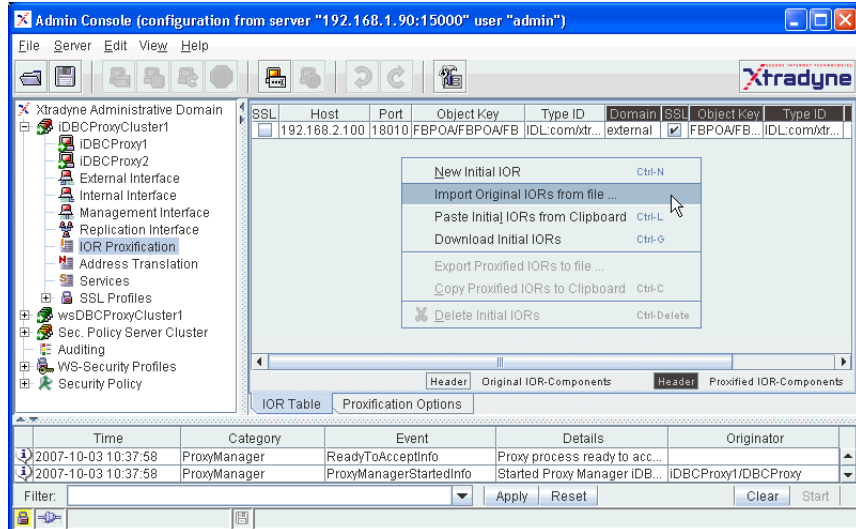 Admin Console (configuration from server "192.168.1.90:15000" user "admin")
File Server Edit View Help
SECURE INTERNET TECHNOLOGIES
Xtradyne
Xtradyne Administrative Domain
iDBCProxyCluster1
iDBCProxy1
iDBCProxy2
External Interface
Internal Interface
Management Interface
Replication Interface
IOR Proxification
Address Translation
Services
SSL Profiles
wsDBCProxyCluster1
Sec. Policy Server Cluster
Auditing
WS-Security Profiles
Security Policy
SSL Host Port Object Key Type ID Domain SSL Object Key Type ID
192.168.2.100 18010 FBPOA/FBPOA/FB IDL:com/xtr... external FBPOA/FB... IDL:com/xtr...
New Initial IOR Ctrl-N
Import Original IORs from file ...
Paste Initial IORs from Clipboard Ctrl-L
Download Initial IORs Ctrl-G
Export Proxified IORs to file ...
Copy Proxified IORs to Clipboard Ctrl-C
Delete Initial IORs Ctrl-Delete
Header Original IOR-Components Header Proxified IOR-Components
IOR Table Proxification Options
Time Category Event Details Originator
2007-10-03 10:37:58 ProxyManager ReadyToAcceptInfo Proxy process ready to acc...
2007-10-03 10:37:58 ProxyManager ProxyManagerStartedInfo Started Proxy Manager iDB... iDBCProxy1/DBCProxy
Filter: Apply Reset Clear Start